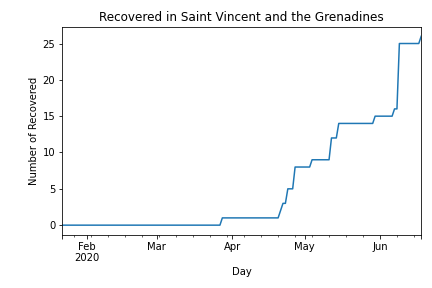 Recovered in Saint Vincent and the Grenadines
Number of Recovered
25
20
15
10
5
0
Feb Mar Apr May Jun
2020
Day